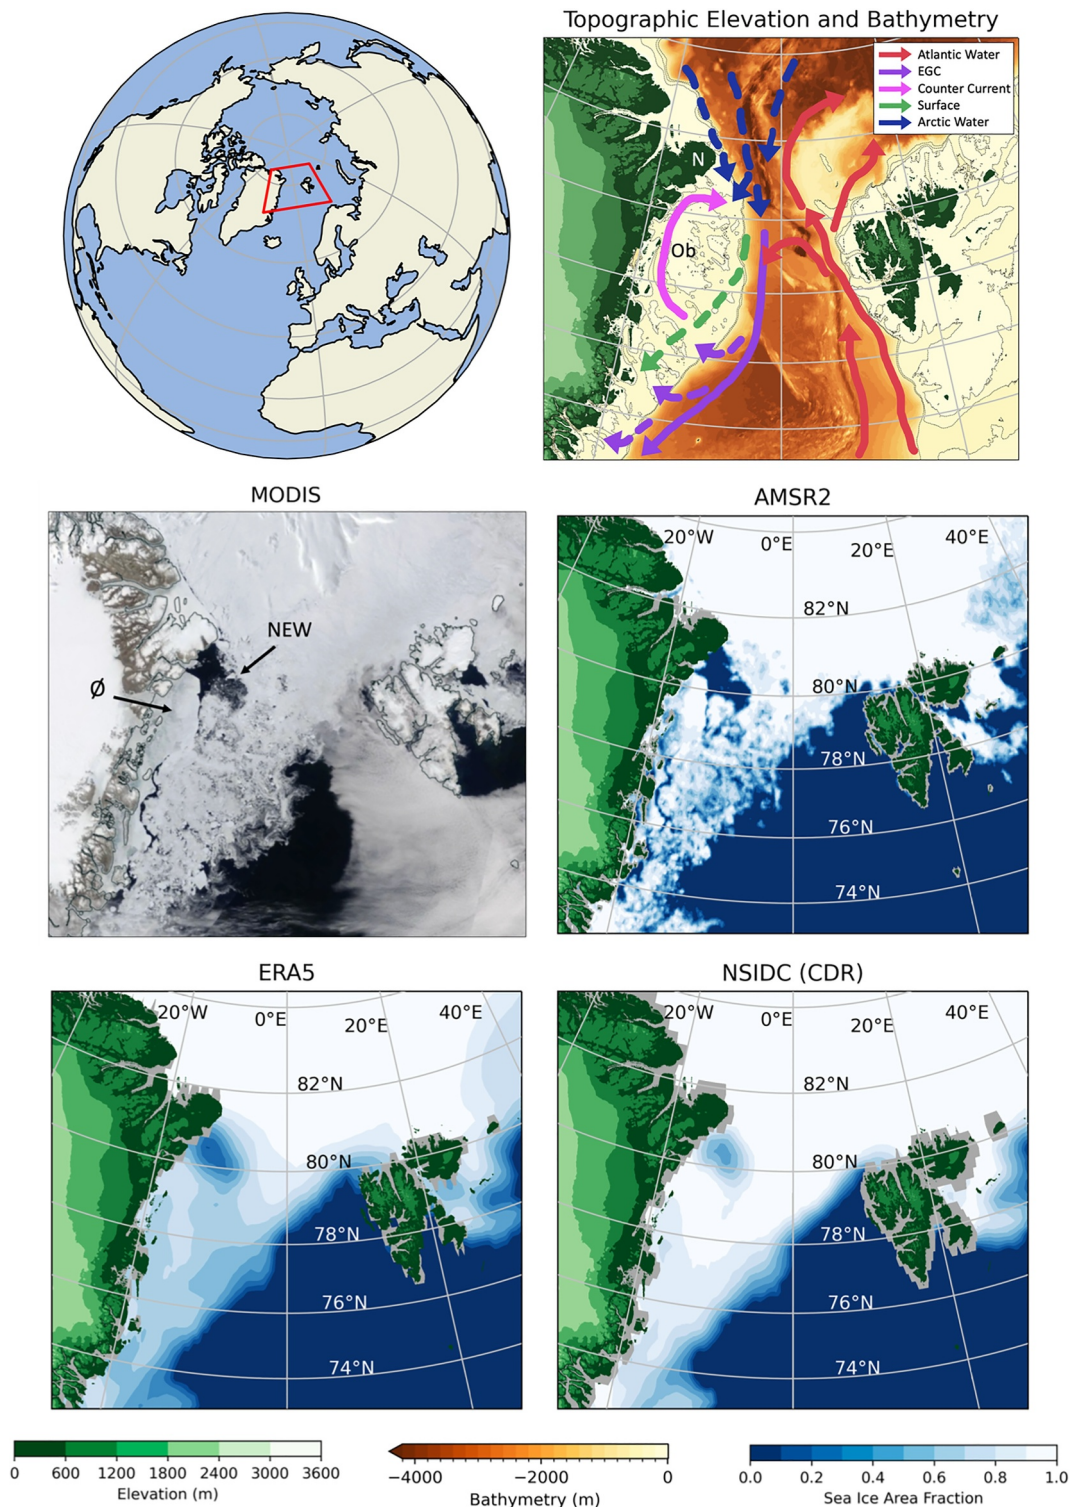 Topographic Elevation and Bathymetry
Atlantic Water
EGC
Counter Current
Surface
Arctic Water
N
Ob
MODIS
NEW
Ø
AMSR2
20°W
0°E
20°E
40°E
82°N
80°N
78°N
76°N
74°N
ERA5
20°W
0°E
20°E
40°E
82°N
80°N
78°N
76°N
74°N
NSIDC (CDR)
20°W
0°E
20°E
40°E
82°N
80°N
78°N
76°N
74°N
0 600 1200 1800 2400 3000 3600
Elevation (m)
−4000 −2000 0
Bathymetry (m)
0.0 0.2 0.4 0.6 0.8 1.0
Sea Ice Area Fraction